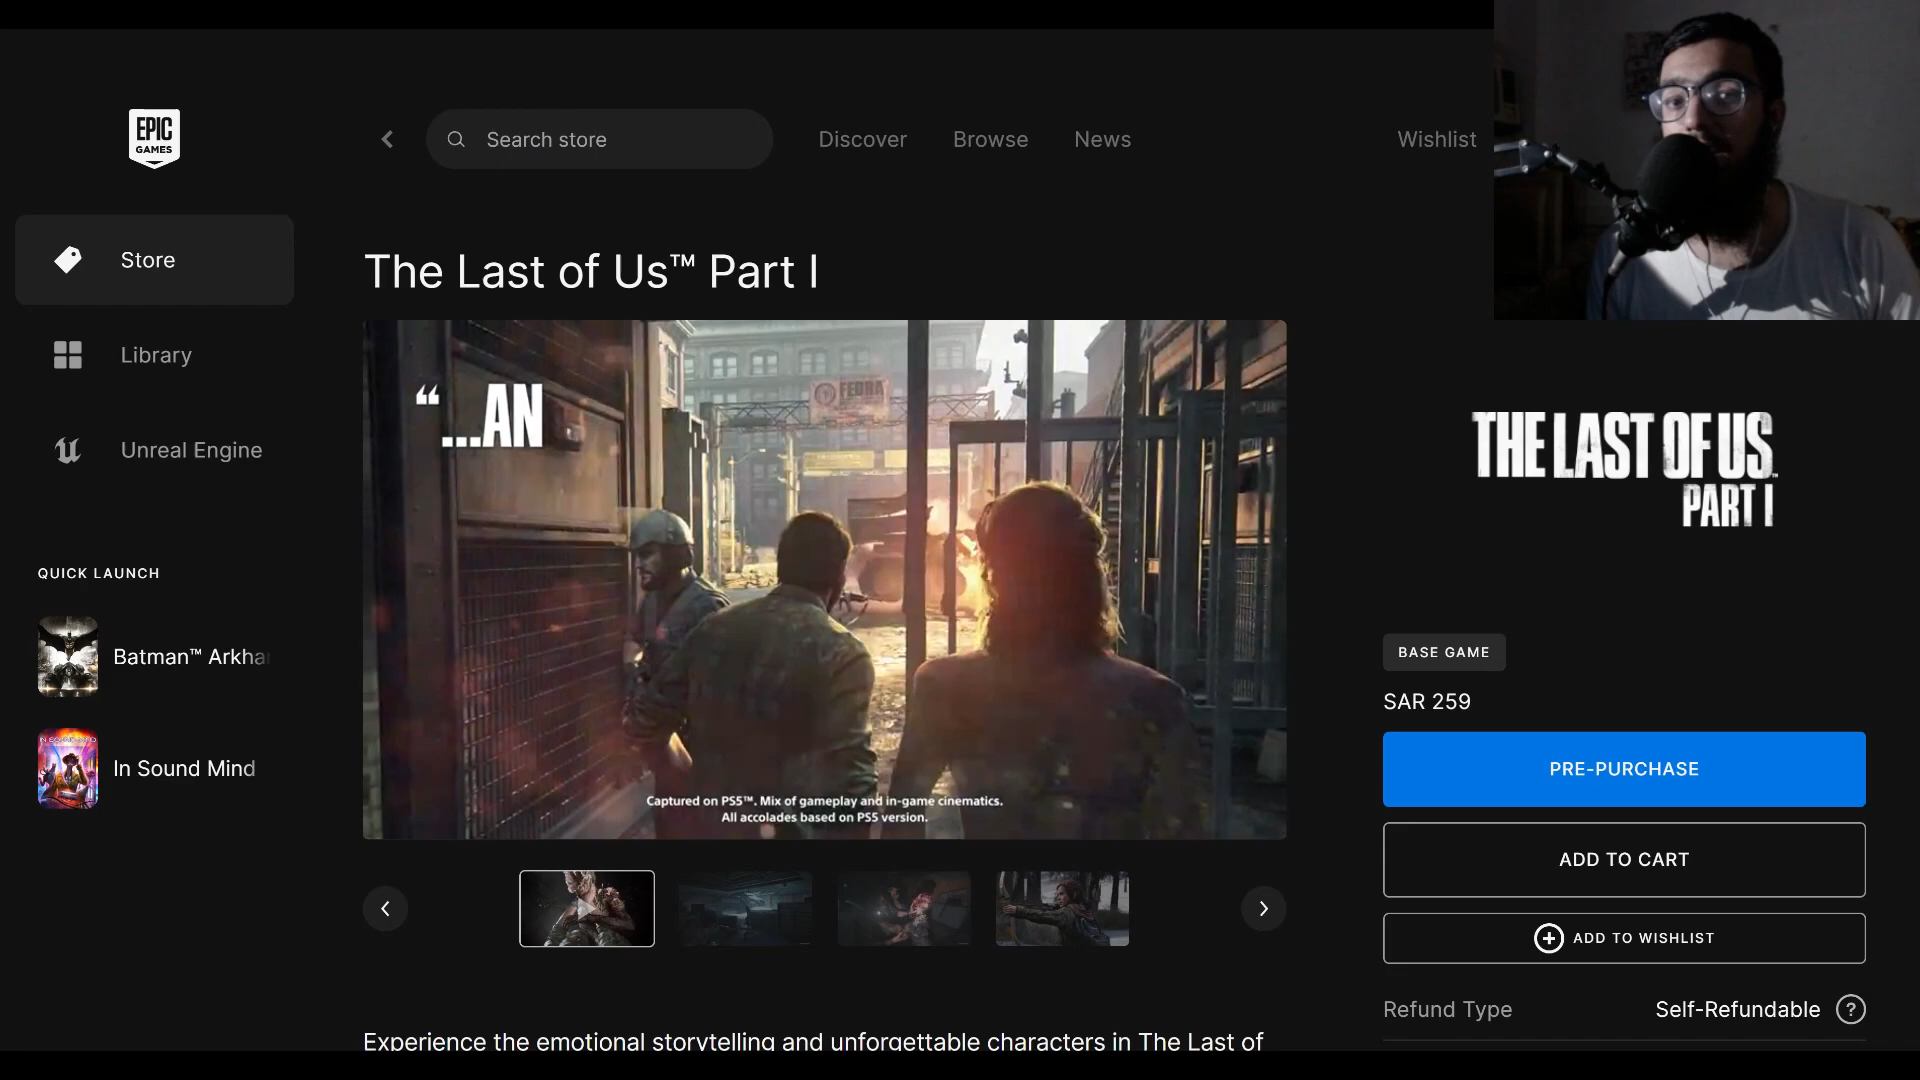 EPIC
GAMES
Search store
Discover
Browse
News
Wishlist
Store
Library
Unreal Engine
QUICK LAUNCH
Batman™ Arkha
In Sound Mind
The Last of Us™ Part I
FEDRA
“ ...AN
Captured on PS5™. Mix of gameplay and in-game cinematics.
All accolades based on PS5 version.
Experience the emotional storytelling and unforgettable characters in The Last of
THE LAST OF US™
PART I
BASE GAME
SAR 259
PRE-PURCHASE
ADD TO CART
ADD TO WISHLIST
Refund Type
Self-Refundable
?